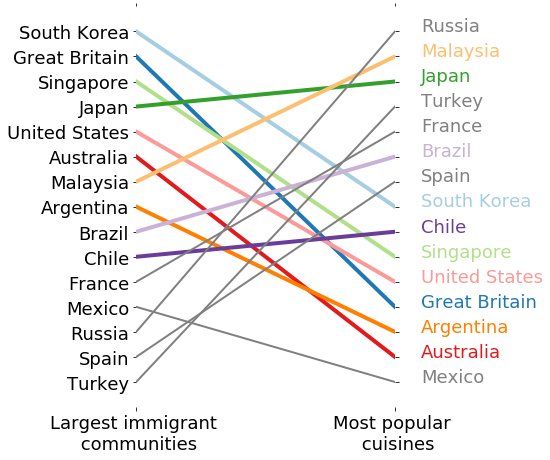 South Korea
Great Britain
Singapore
Japan
United States
Australia
Malaysia
Argentina
Brazil
Chile
France
Mexico
Russia
Spain
Turkey
Russia
Malaysia
Japan
Turkey
France
Brazil
Spain
South Korea
Chile
Singapore
United States
Great Britain
Argentina
Australia
Mexico
Largest immigrant
communities
Most popular
cuisines